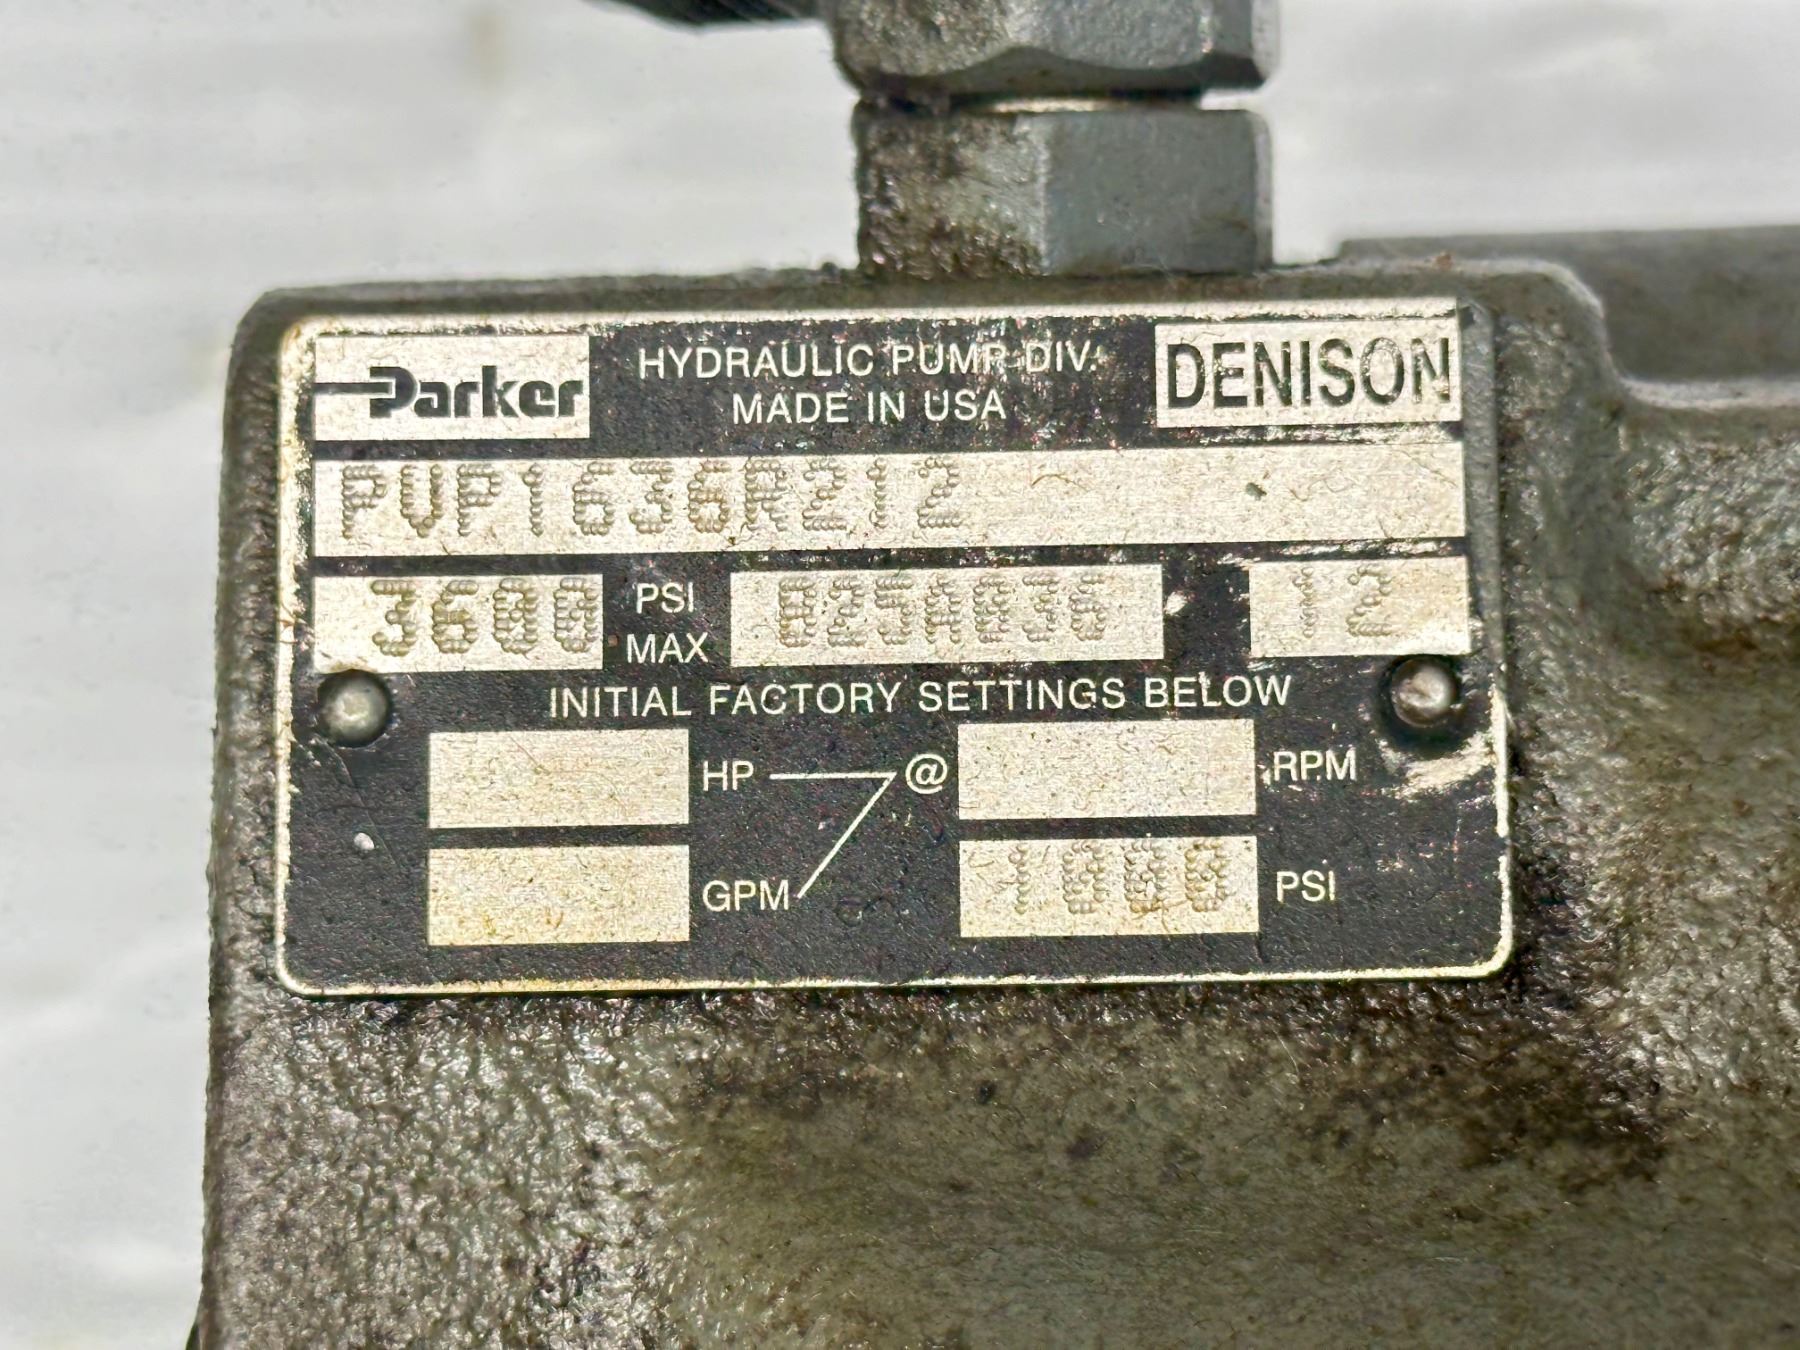 Parker
HYDRAULIC PUMP DIV.
MADE IN USA
DENISON
PVP1636R212
3600 PSI MAX 12
INITIAL FACTORY SETTINGS BELOW
HP @ RPM
GPM 1000 PSI